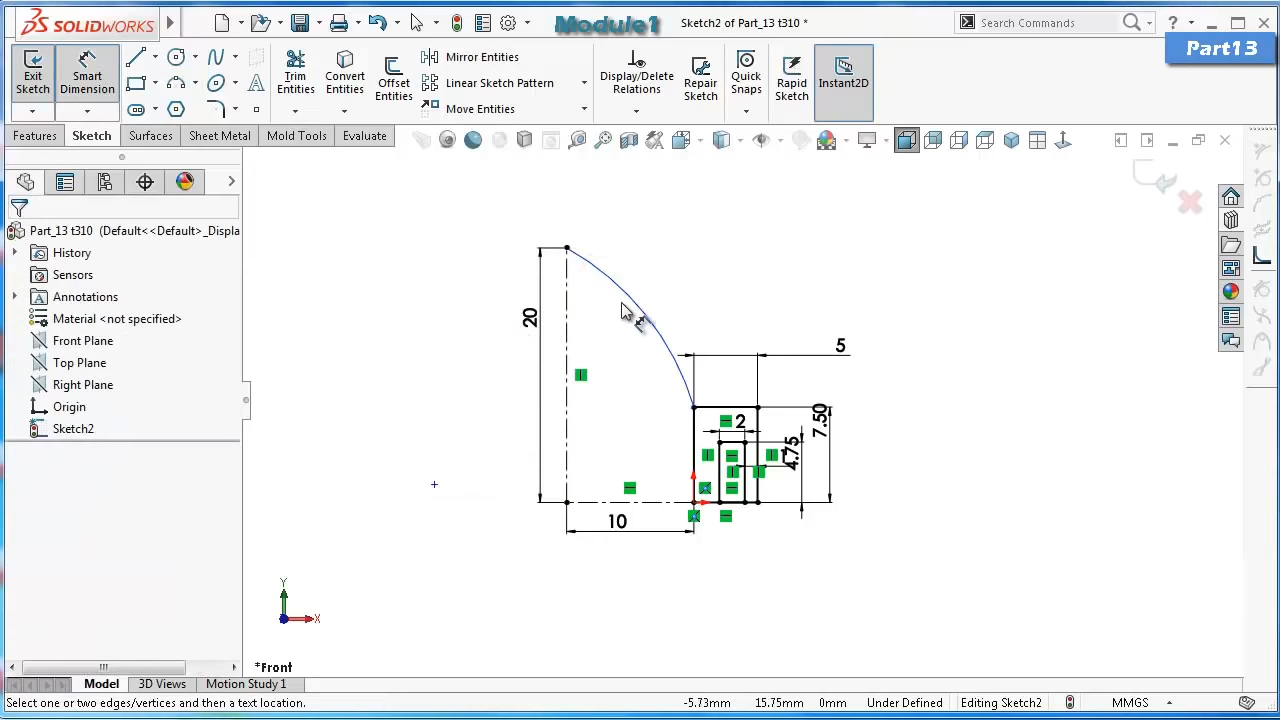 SOLIDWORKS
Module1
Sketch2 of Part_13 t310 *
Search Commands
?
Part13
Exit Sketch
Smart Dimension
Trim Entities
Convert Entities
Offset Entities
Mirror Entities
Linear Sketch Pattern
Move Entities
Display/Delete Relations
Repair Sketch
Quick Snaps
Rapid Sketch
Instant2D
Features
Sketch
Surfaces
Sheet Metal
Mold Tools
Evaluate
Part_13 t310 (Default<<Default>_Displa
History
Sensors
Annotations
Material <not specified>
Front Plane
Top Plane
Right Plane
Origin
Sketch2
20
5
7.50
2
4.75
10
Y
X
*Front
Model
3D Views
Motion Study 1
Select one or two edges/vertices and then a text location.
-5.73mm
15.75mm
0mm
Under Defined
Editing Sketch2
MMGS